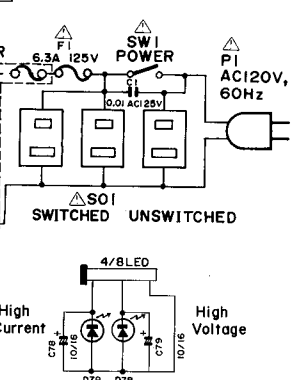 F1
6.3A 125V
SW1
POWER
C1
0.01 AC125V
P1
AC120V,
60Hz
SO1
SWITCHED UNSWITCHED
4/8LED
High
Current
High
Voltage
C78
10/16
C79
10/16